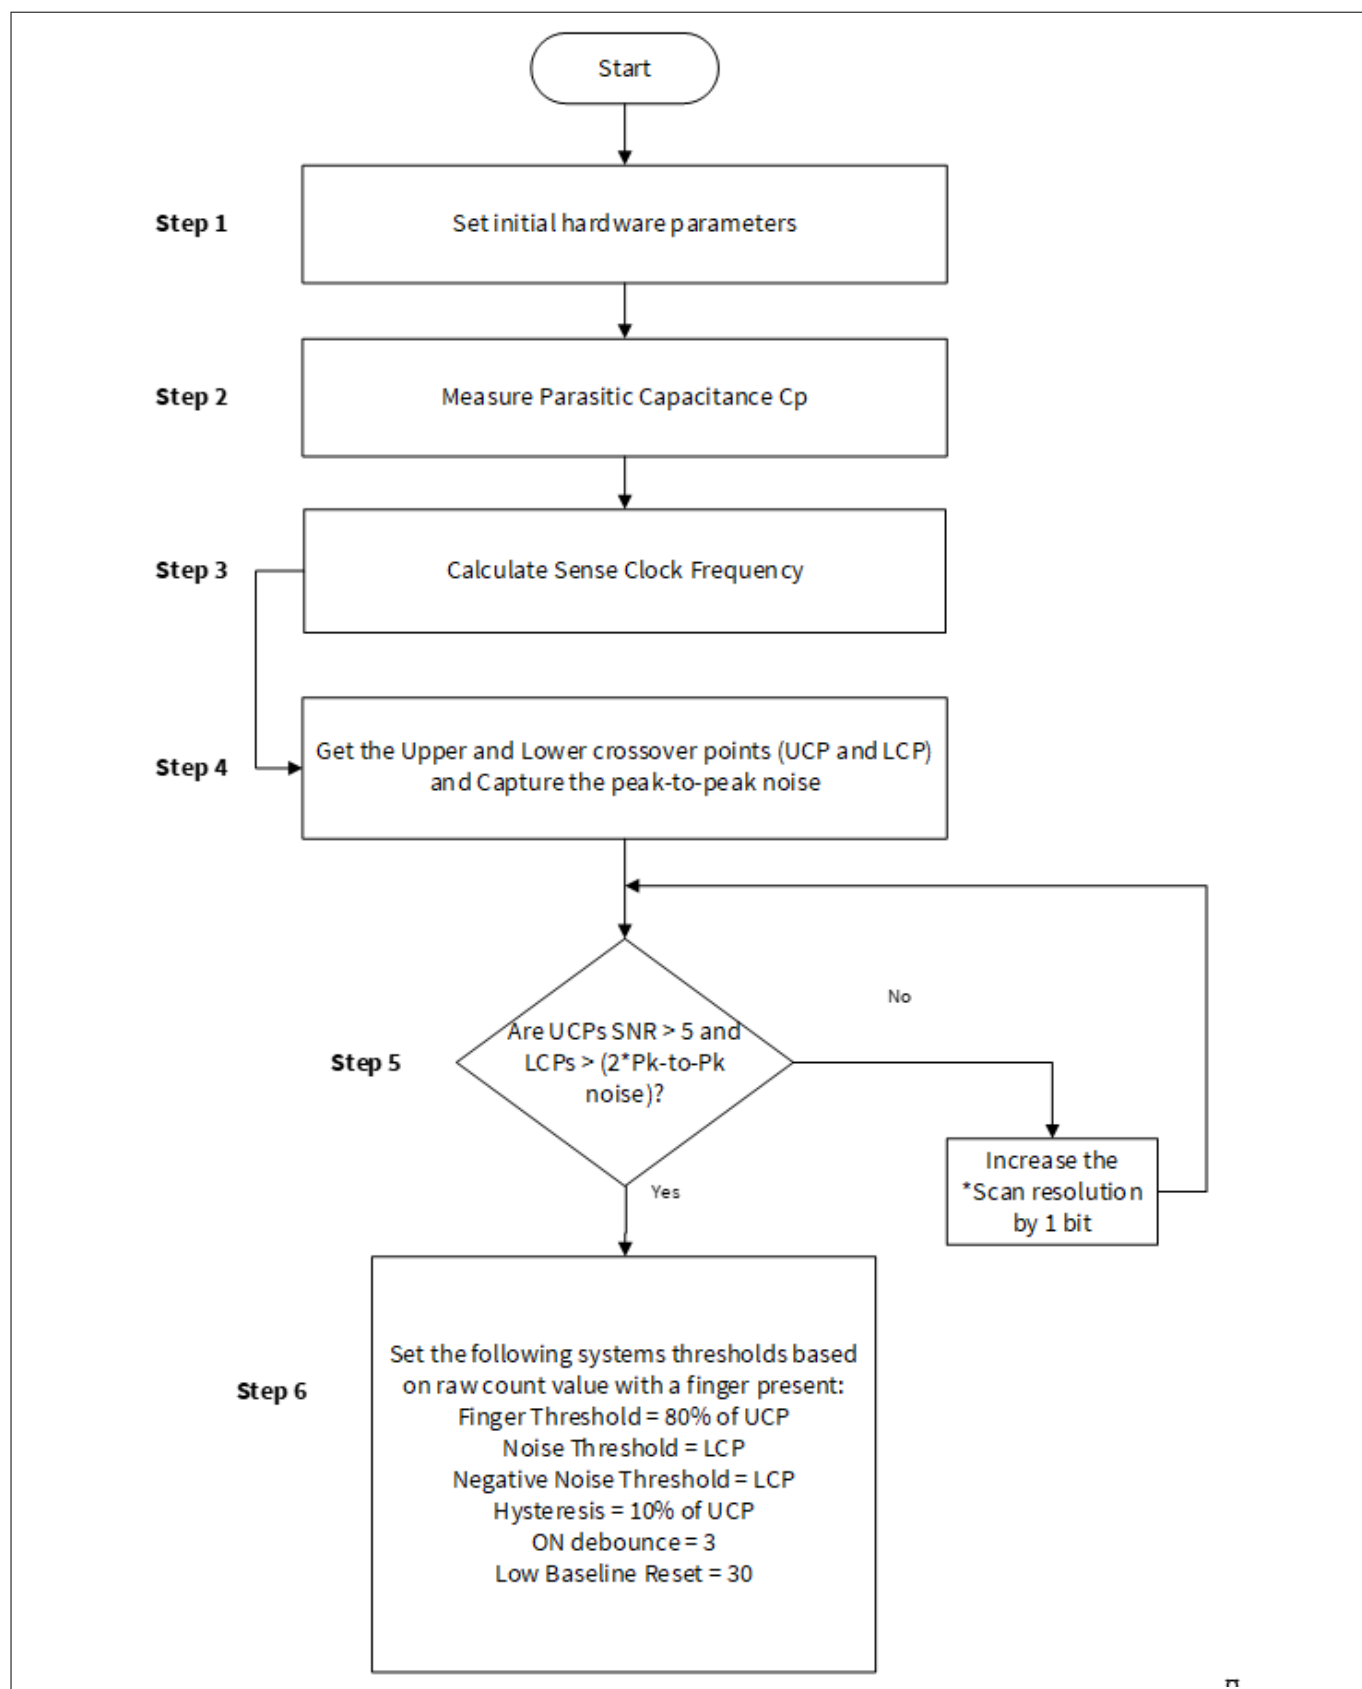 Start
Step 1
Set initial hardware parameters
Step 2
Measure Parasitic Capacitance Cp
Step 3
Calculate Sense Clock Frequency
Step 4
Get the Upper and Lower crossover points (UCP and LCP)
and Capture the peak-to-peak noise
No
Step 5
Are UCPs SNR > 5 and
LCPs > (2*Pk-to-Pk
noise)?
Increase the
*Scan resolution
by 1 bit
Yes
Step 6
Set the following systems thresholds based
on raw count value with a finger present:
Finger Threshold = 80% of UCP
Noise Threshold = LCP
Negative Noise Threshold = LCP
Hysteresis = 10% of UCP
ON debounce = 3
Low Baseline Reset = 30